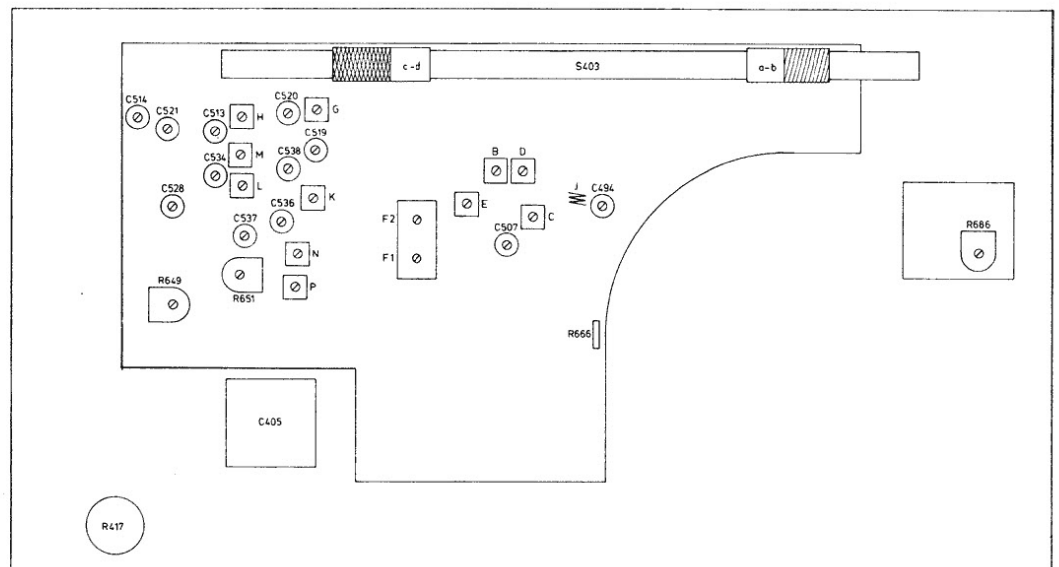 c-d
S403
a-b
C514
C521
C513
H
C520
G
C519
M
C538
C534
L
K
B
D
E
J
C494
C
C528
C536
C537
F2
C507
R686
N
F1
R649
R651
P
R666
C405
R417